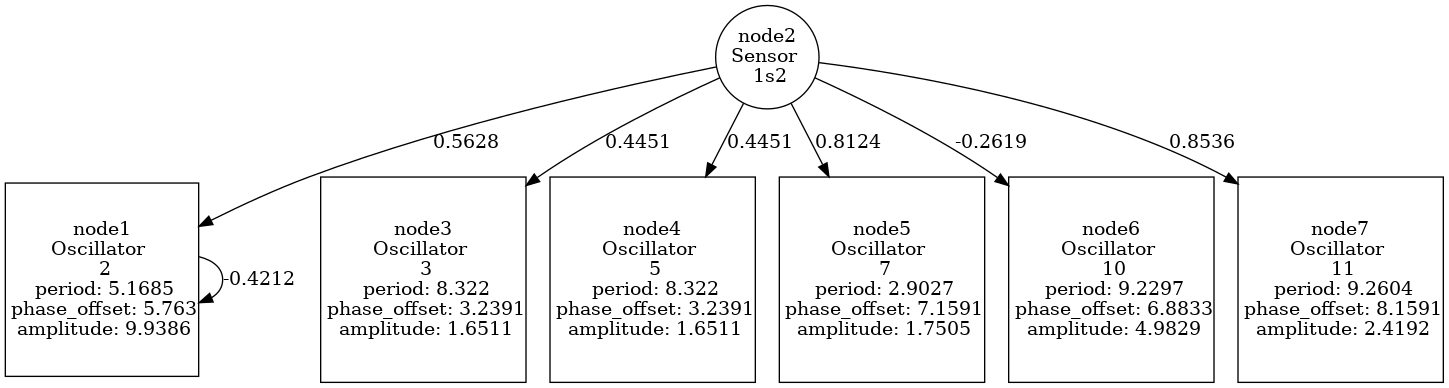 node2
Sensor
1s2
0.5628
0.4451
0.4451
0.8124
-0.2619
0.8536
node1
Oscillator
2
period: 5.1685
phase_offset: 5.763
amplitude: 9.9386
-0.4212
node3
Oscillator
3
period: 8.322
phase_offset: 3.2391
amplitude: 1.6511
node4
Oscillator
5
period: 8.322
phase_offset: 3.2391
amplitude: 1.6511
node5
Oscillator
7
period: 2.9027
phase_offset: 7.1591
amplitude: 1.7505
node6
Oscillator
10
period: 9.2297
phase_offset: 6.8833
amplitude: 4.9829
node7
Oscillator
11
period: 9.2604
phase_offset: 8.1591
amplitude: 2.4192